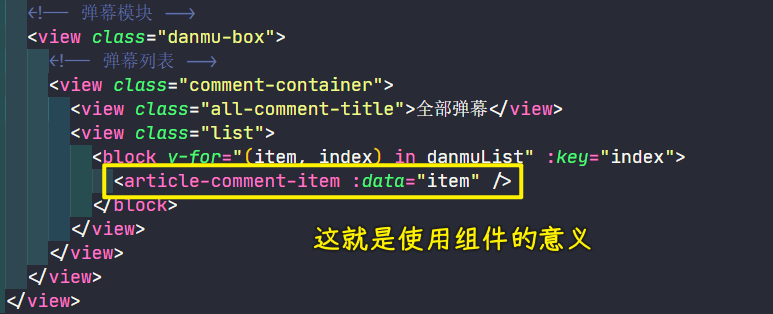 <!-- 弹幕模块 -->
<view class="danmu-box">
<!-- 弹幕列表 -->
<view class="comment-container">
<view class="all-comment-title">全部弹幕</view>
<view class="list">
<block v-for="(item, index) in danmuList" :key="index">
<article-comment-item :data="item" />
</block>
</view>
这就是使用组件的意义
</view>
</view>
</view>